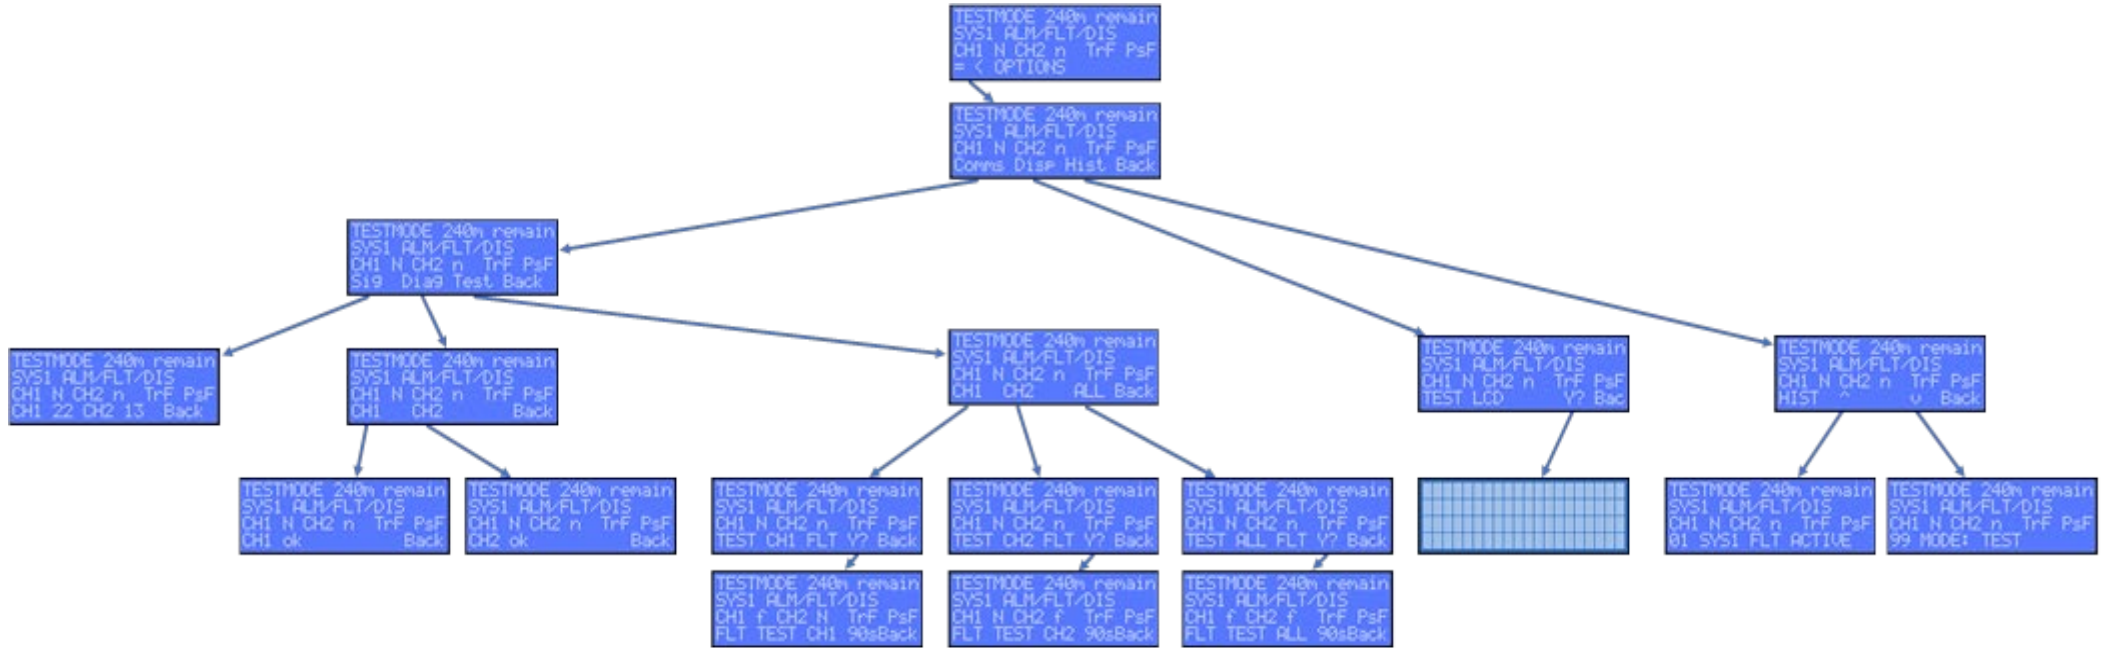 TESTMODE 240m remain
SYS1 ALM/FLT/DIS
CH1 N CH2 n TrF PsF
= < OPTIONS
TESTMODE 240m remain
SYS1 ALM/FLT/DIS
CH1 N CH2 n TrF PsF
Comms Disp Hist Back
TESTMODE 240m remain
SYS1 ALM/FLT/DIS
CH1 N CH2 n TrF PsF
Sig Diag Test Back
TESTMODE 240m remain
SYS1 ALM/FLT/DIS
CH1 N CH2 n TrF PsF
CH1 22 CH2 13 Back
TESTMODE 240m remain
SYS1 ALM/FLT/DIS
CH1 N CH2 n TrF PsF
CH1 CH2 Back
TESTMODE 240m remain
SYS1 ALM/FLT/DIS
CH1 N CH2 n TrF PsF
CH1 CH2 ALL Back
TESTMODE 240m remain
SYS1 ALM/FLT/DIS
CH1 N CH2 n TrF PsF
TEST LCD Y? Bac
TESTMODE 240m remain
SYS1 ALM/FLT/DIS
CH1 N CH2 n TrF PsF
HIST ^ v Back
TESTMODE 240m remain
SYS1 ALM/FLT/DIS
CH1 N CH2 n TrF PsF
CH1 ok Back
TESTMODE 240m remain
SYS1 ALM/FLT/DIS
CH1 N CH2 n TrF PsF
CH2 ok Back
TESTMODE 240m remain
SYS1 ALM/FLT/DIS
CH1 N CH2 n TrF PsF
TEST CH1 FLT Y? Back
TESTMODE 240m remain
SYS1 ALM/FLT/DIS
CH1 N CH2 n TrF PsF
TEST CH2 FLT Y? Back
TESTMODE 240m remain
SYS1 ALM/FLT/DIS
CH1 N CH2 n TrF PsF
TEST ALL FLT Y? Back
TESTMODE 240m remain
SYS1 ALM/FLT/DIS
CH1 N CH2 n TrF PsF
01 SYS1 FLT ACTIVE
TESTMODE 240m remain
SYS1 ALM/FLT/DIS
CH1 N CH2 n TrF PsF
99 MODE: TEST
TESTMODE 240m remain
SYS1 ALM/FLT/DIS
CH1 f CH2 N TrF PsF
FLT TEST CH1 90sBack
TESTMODE 240m remain
SYS1 ALM/FLT/DIS
CH1 N CH2 f TrF PsF
FLT TEST CH2 90sBack
TESTMODE 240m remain
SYS1 ALM/FLT/DIS
CH1 f CH2 f TrF PsF
FLT TEST ALL 90sBack